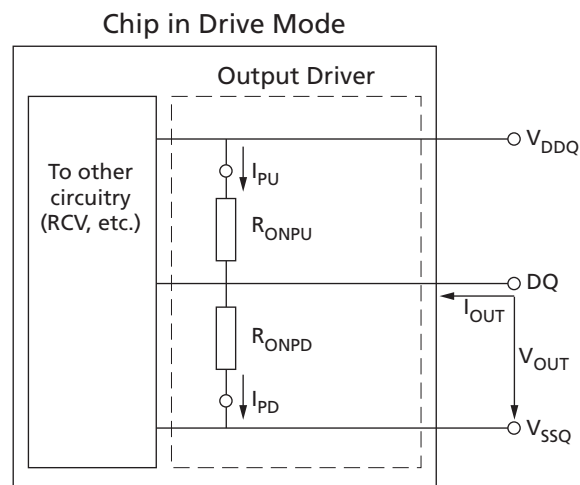 Chip in Drive Mode
Output Driver
To other
circuitry
(RCV, etc.)
I_PU
R_ONPU
V_DDQ
DQ
I_OUT
R_ONPD
V_OUT
I_PD
V_SSQ